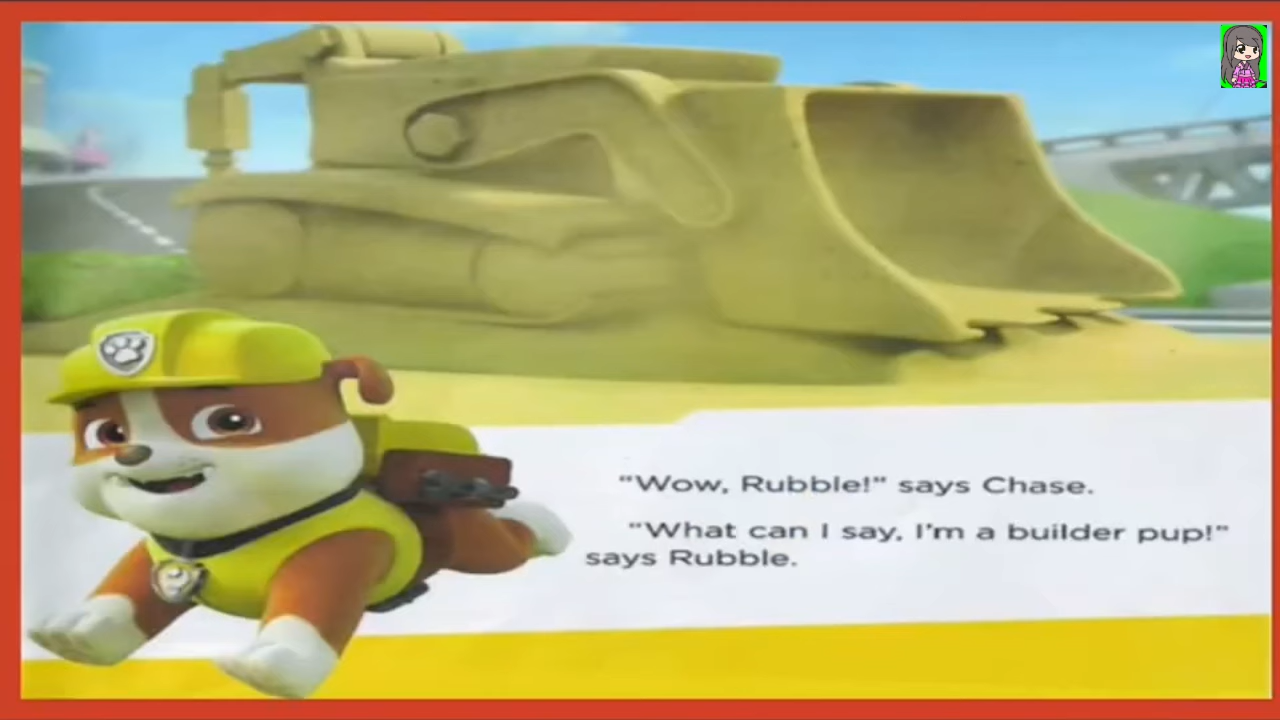 “Wow, Rubble!” says Chase.
“What can I say, I’m a builder pup!”
says Rubble.